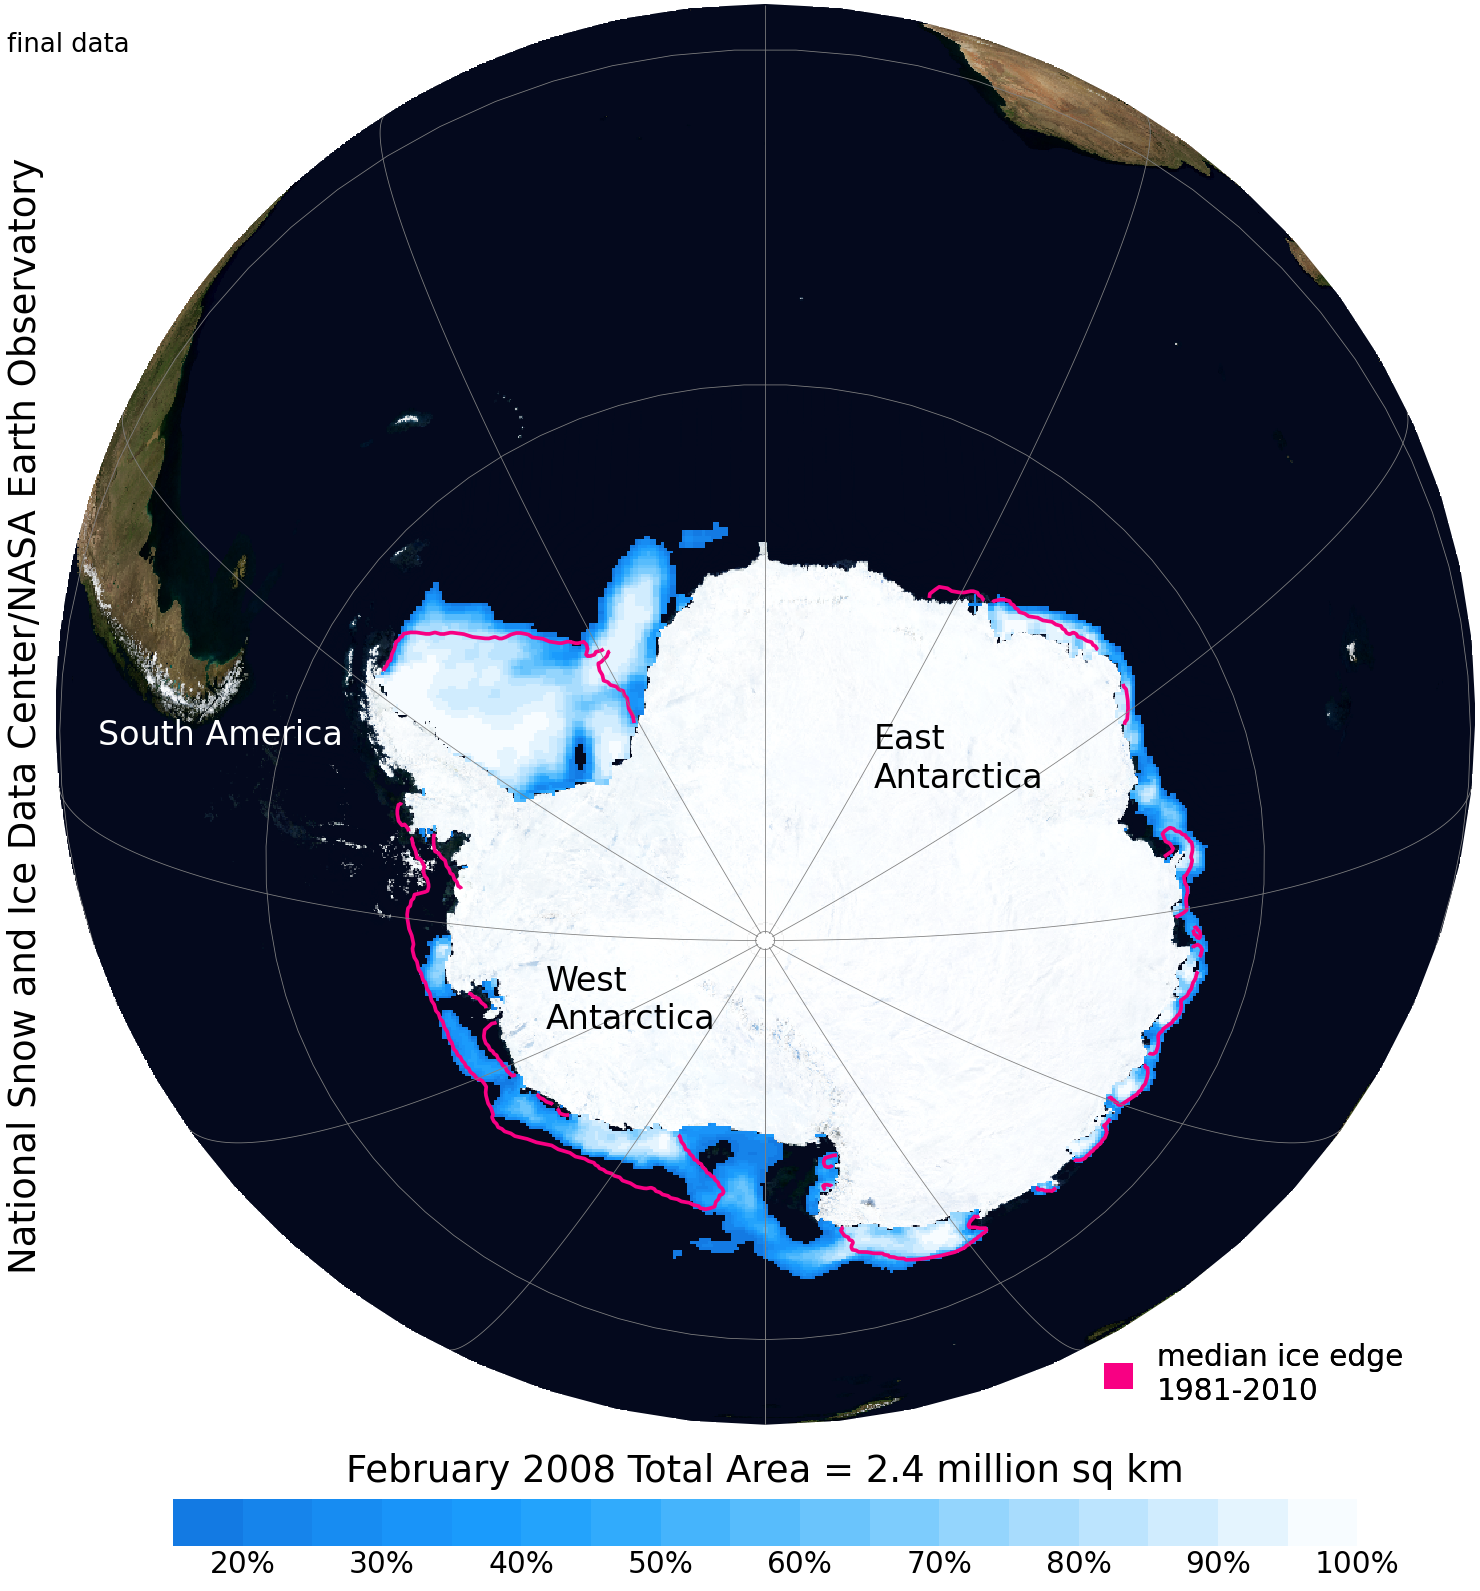 final data
National Snow and Ice Data Center/NASA Earth Observatory
South America
East
Antarctica
West
Antarctica
median ice edge
1981-2010
February 2008 Total Area = 2.4 million sq km
20% 30% 40% 50% 60% 70% 80% 90% 100%